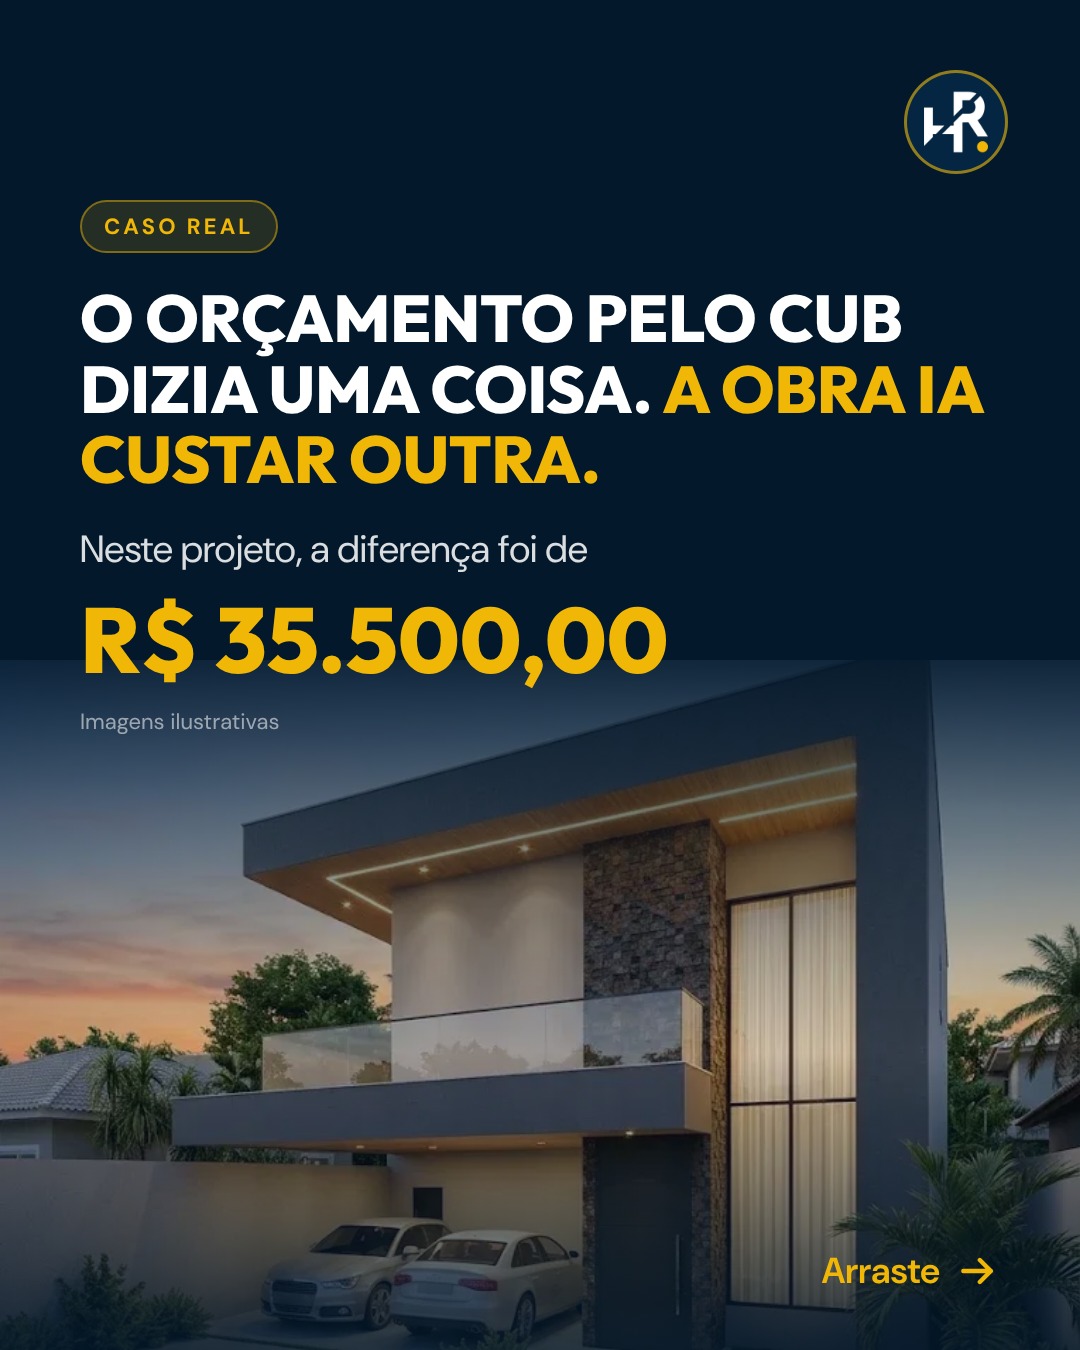 HR.
CASO REAL
O ORÇAMENTO PELO CUB
DIZIA UMA COISA. A OBRA IA
CUSTAR OUTRA.
Neste projeto, a diferença foi de
R$ 35.500,00
Imagens ilustrativas
Arraste →